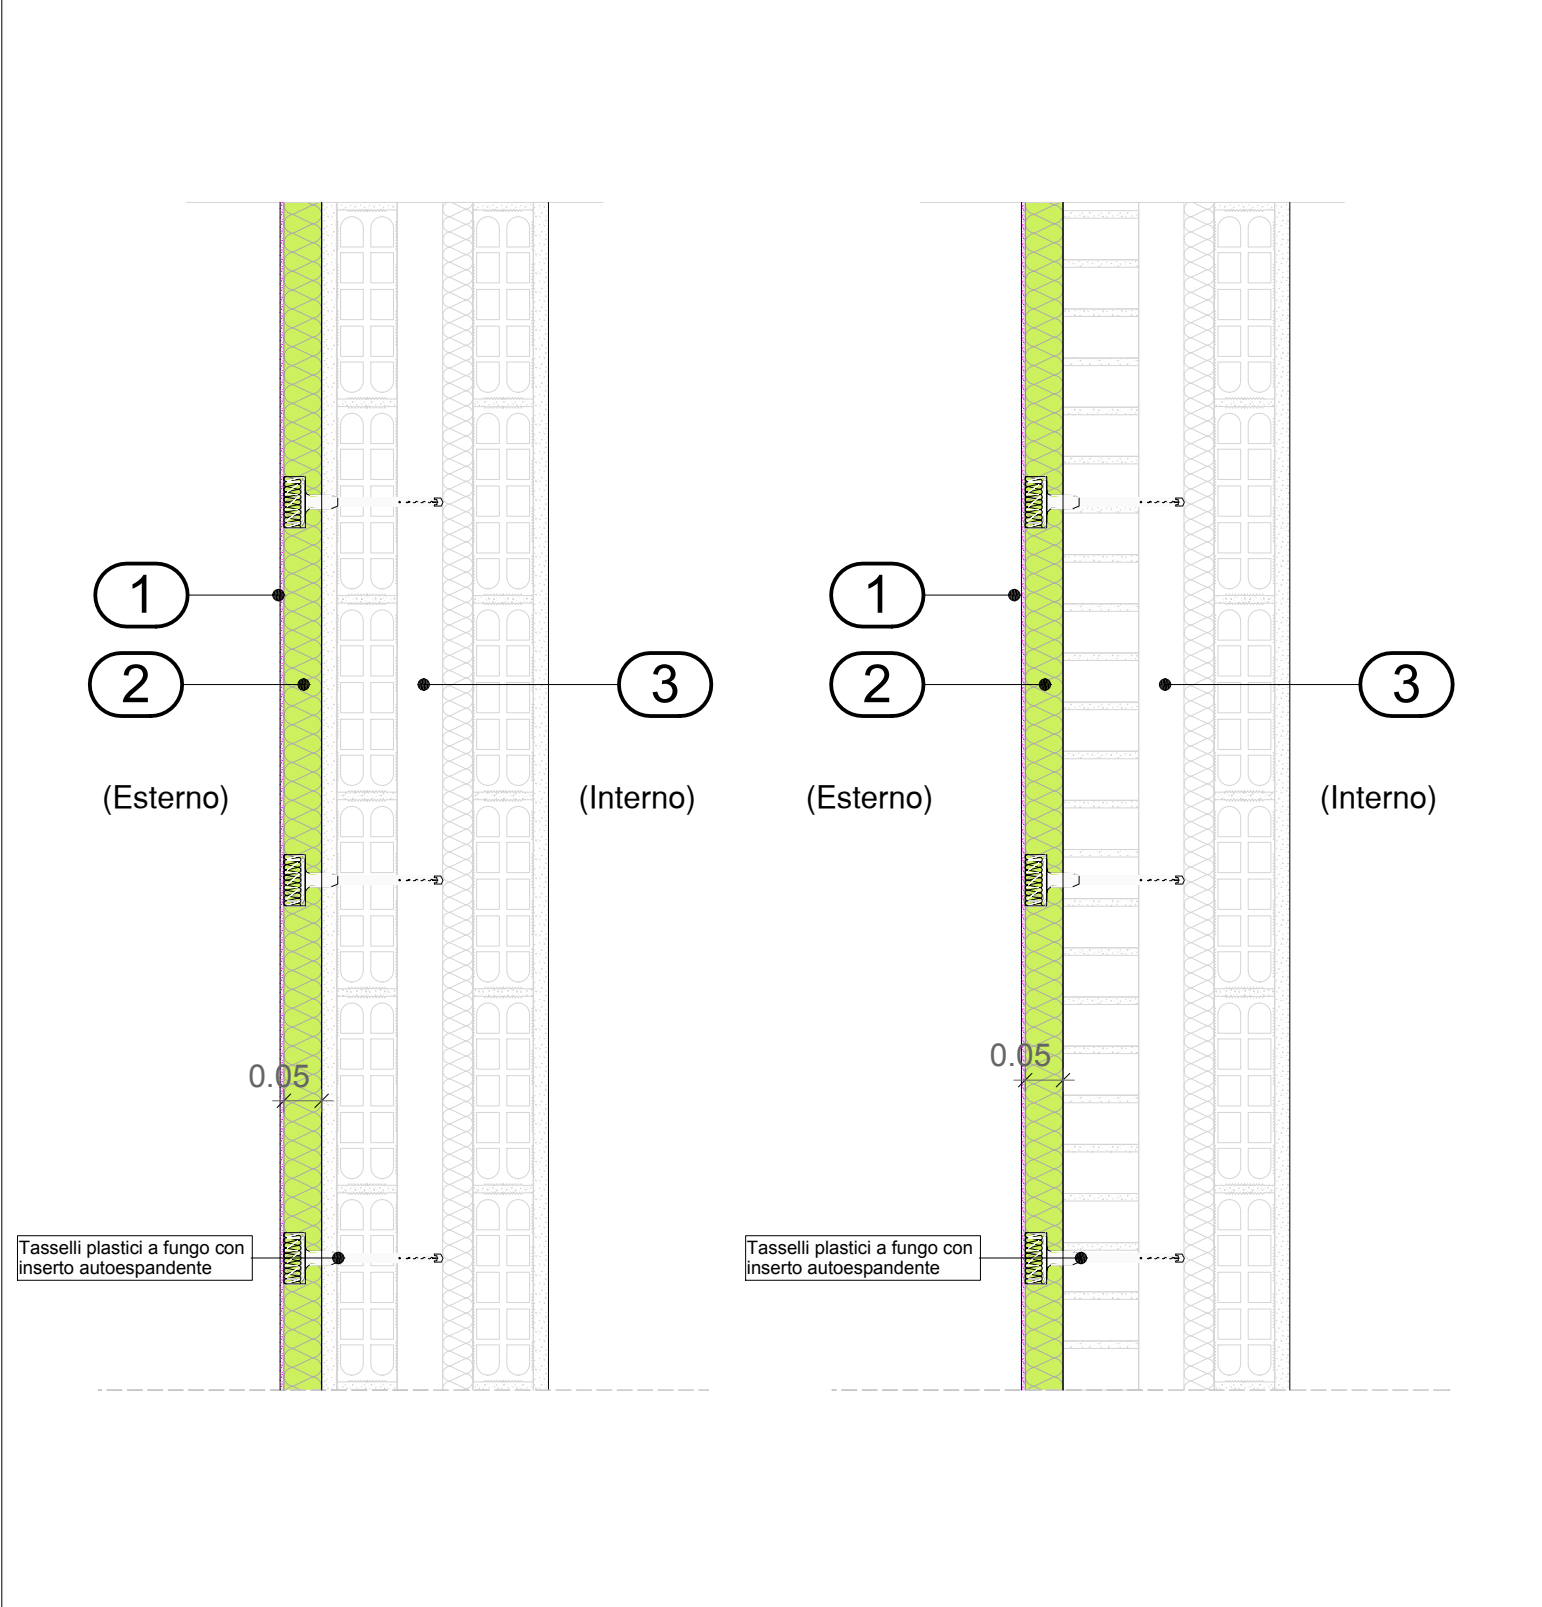 1
2
3
(Esterno)
(Interno)
0.05
Tasselli plastici a fungo con
inserto autoespandente
1
2
3
(Esterno)
(Interno)
0.05
Tasselli plastici a fungo con
inserto autoespandente